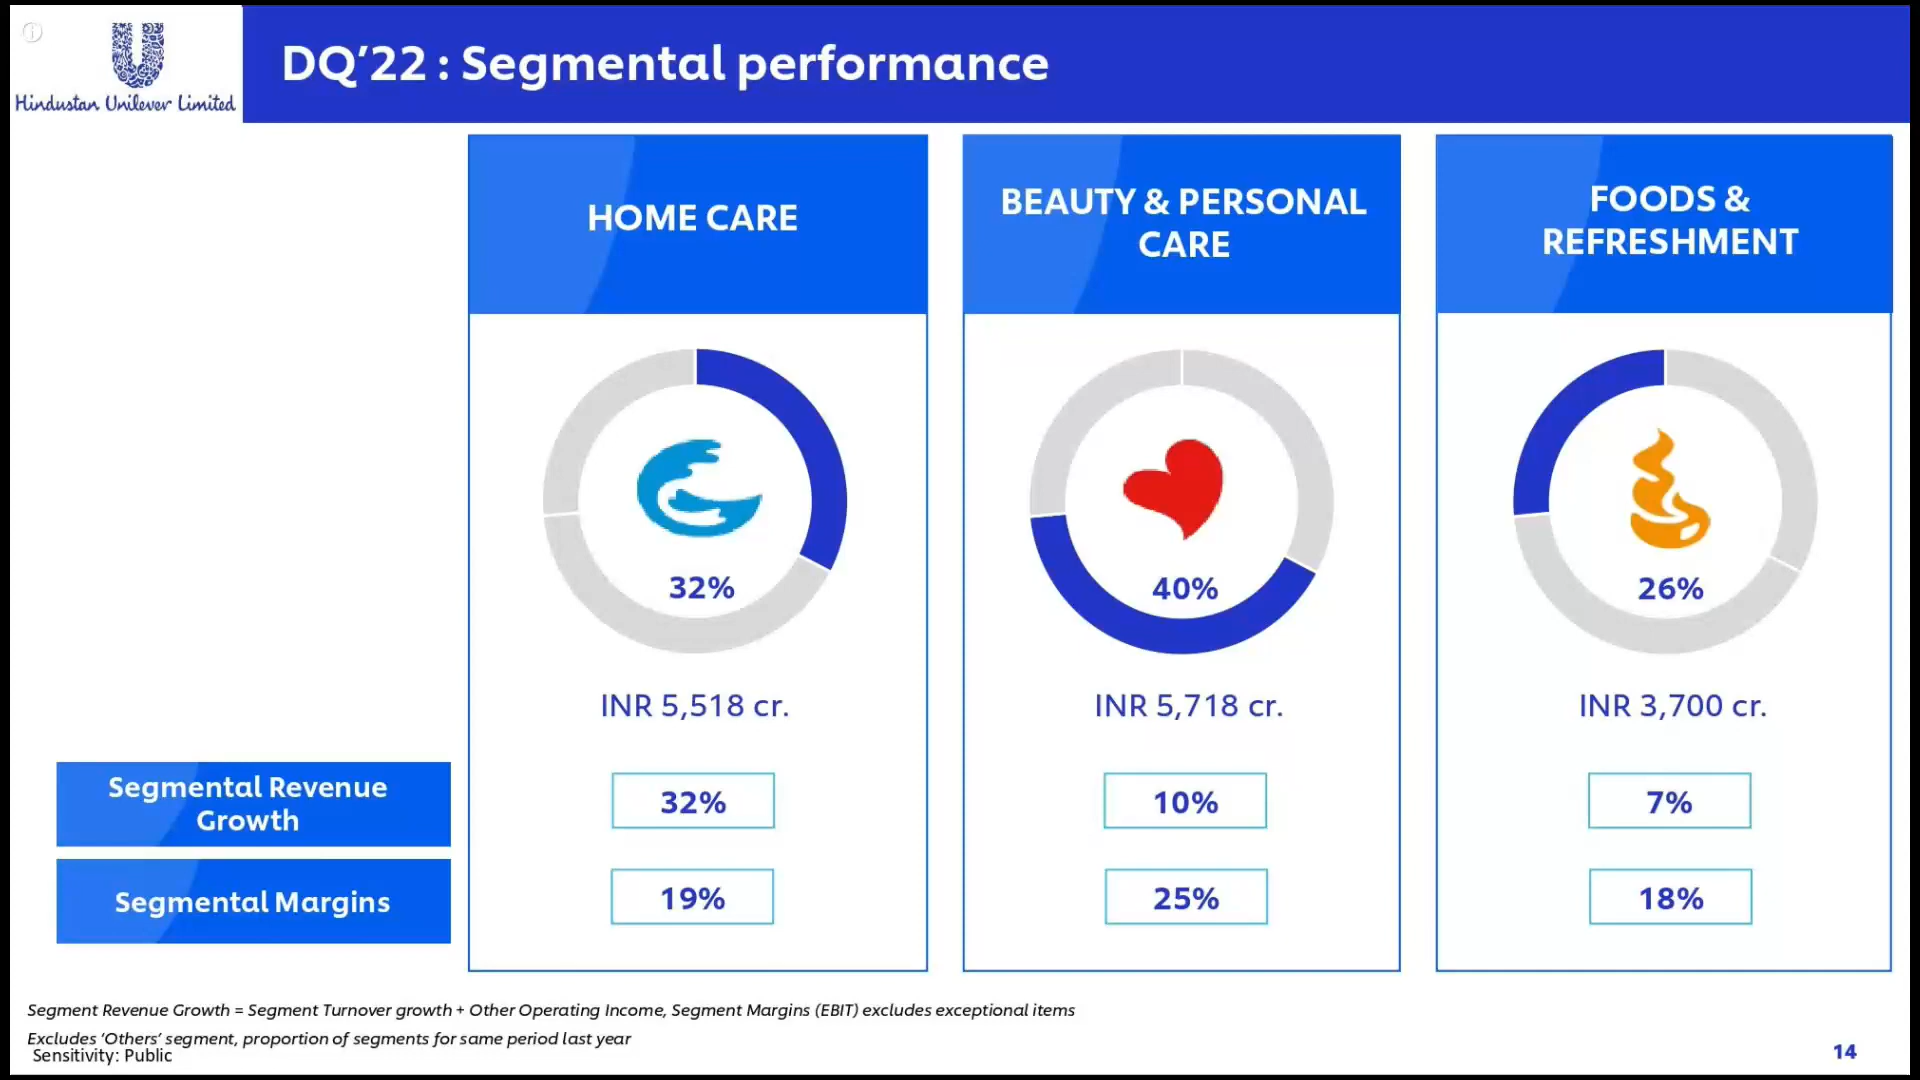 Hindustan Unilever Limited
DQ’22 : Segmental performance
HOME CARE
32%
INR 5,518 cr.
BEAUTY & PERSONAL
CARE
40%
INR 5,718 cr.
FOODS &
REFRESHMENT
26%
INR 3,700 cr.
Segmental Revenue
Growth
32%
10%
7%
Segmental Margins
19%
25%
18%
Segment Revenue Growth = Segment Turnover growth + Other Operating Income, Segment Margins (EBIT) excludes exceptional items
Excludes ‘Others’ segment, proportion of segments for same period last year
Sensitivity: Public
14